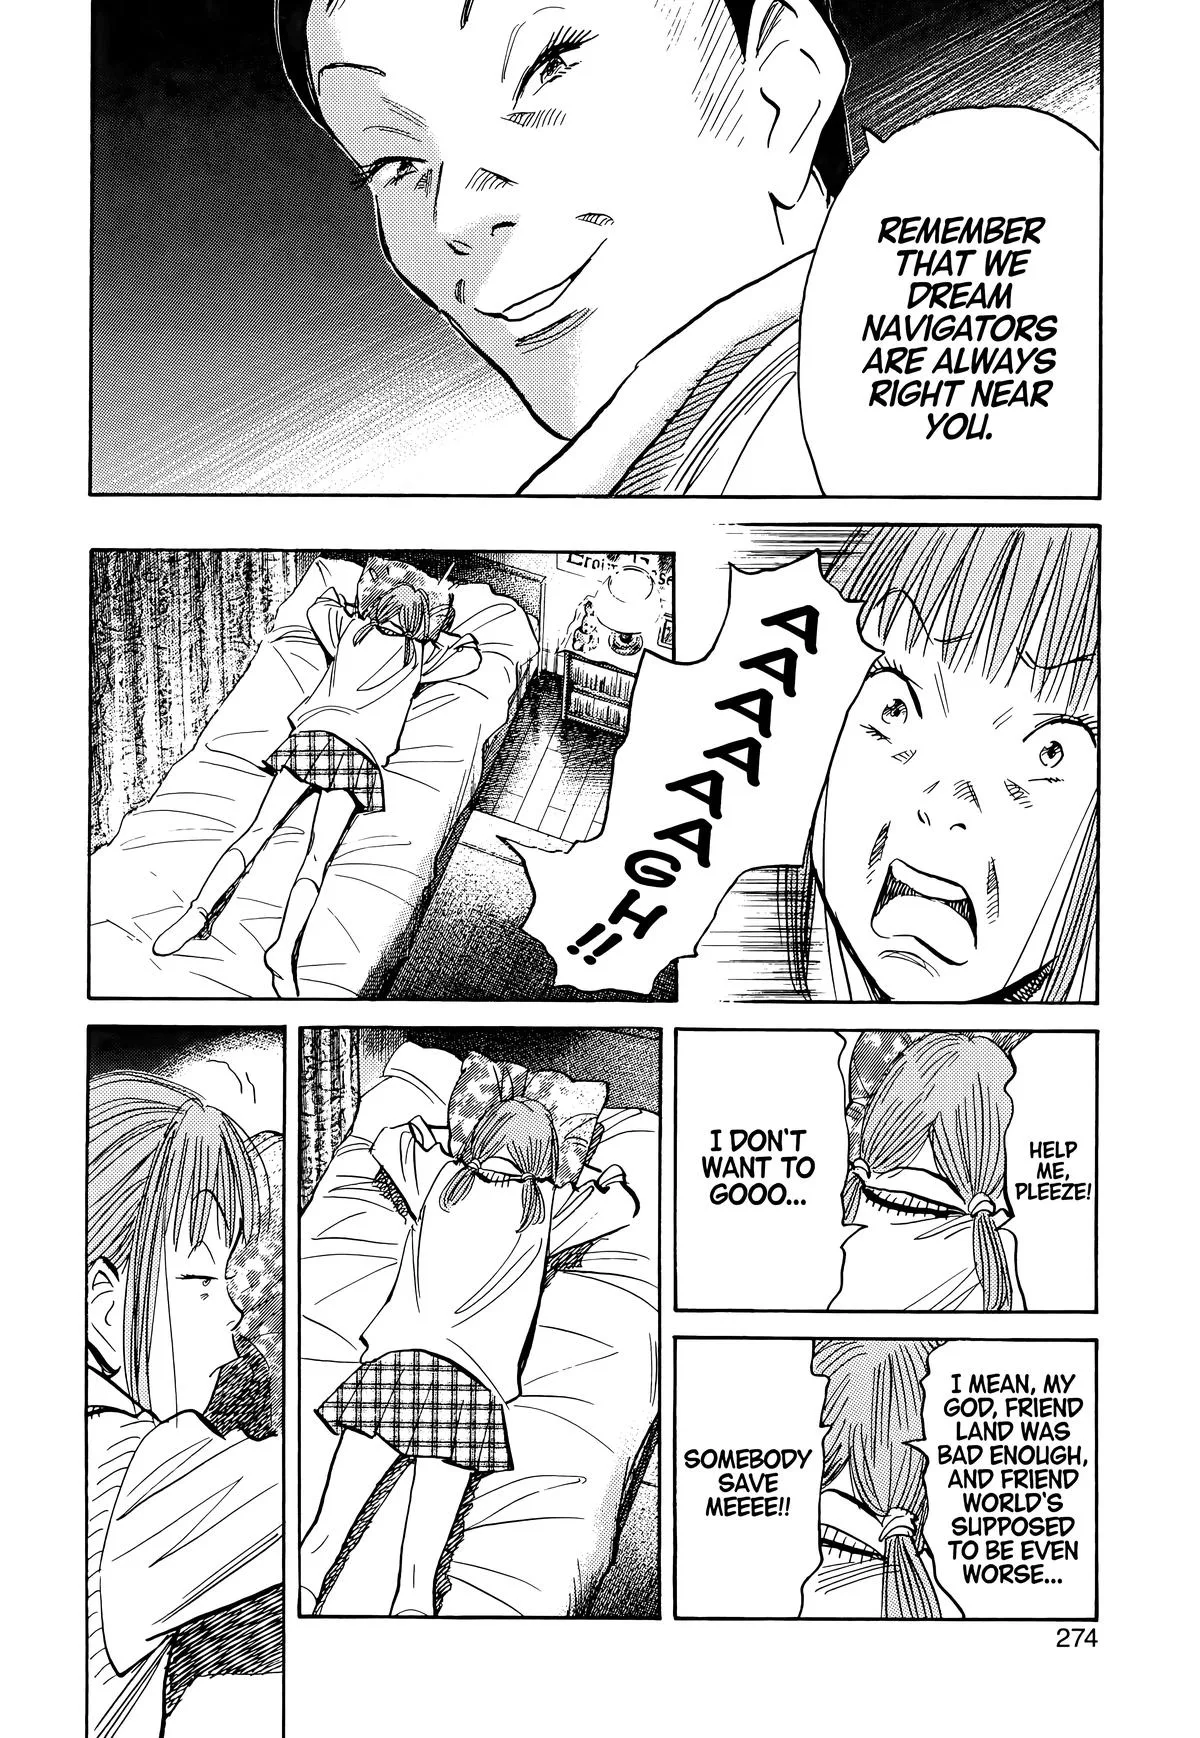 REMEMBER
THAT WE
DREAM
NAVIGATORS
ARE ALWAYS
RIGHT NEAR
YOU.
AAAAAAAGH!!
HELP
ME,
PLEEZE!
I DON'T
WANT TO
GOOO...
I MEAN, MY
GOD, FRIEND
LAND WAS
BAD ENOUGH,
AND FRIEND
WORLD'S
SUPPOSED
TO BE EVEN
WORSE...
SOMEBODY
SAVE
MEEEE!!
274